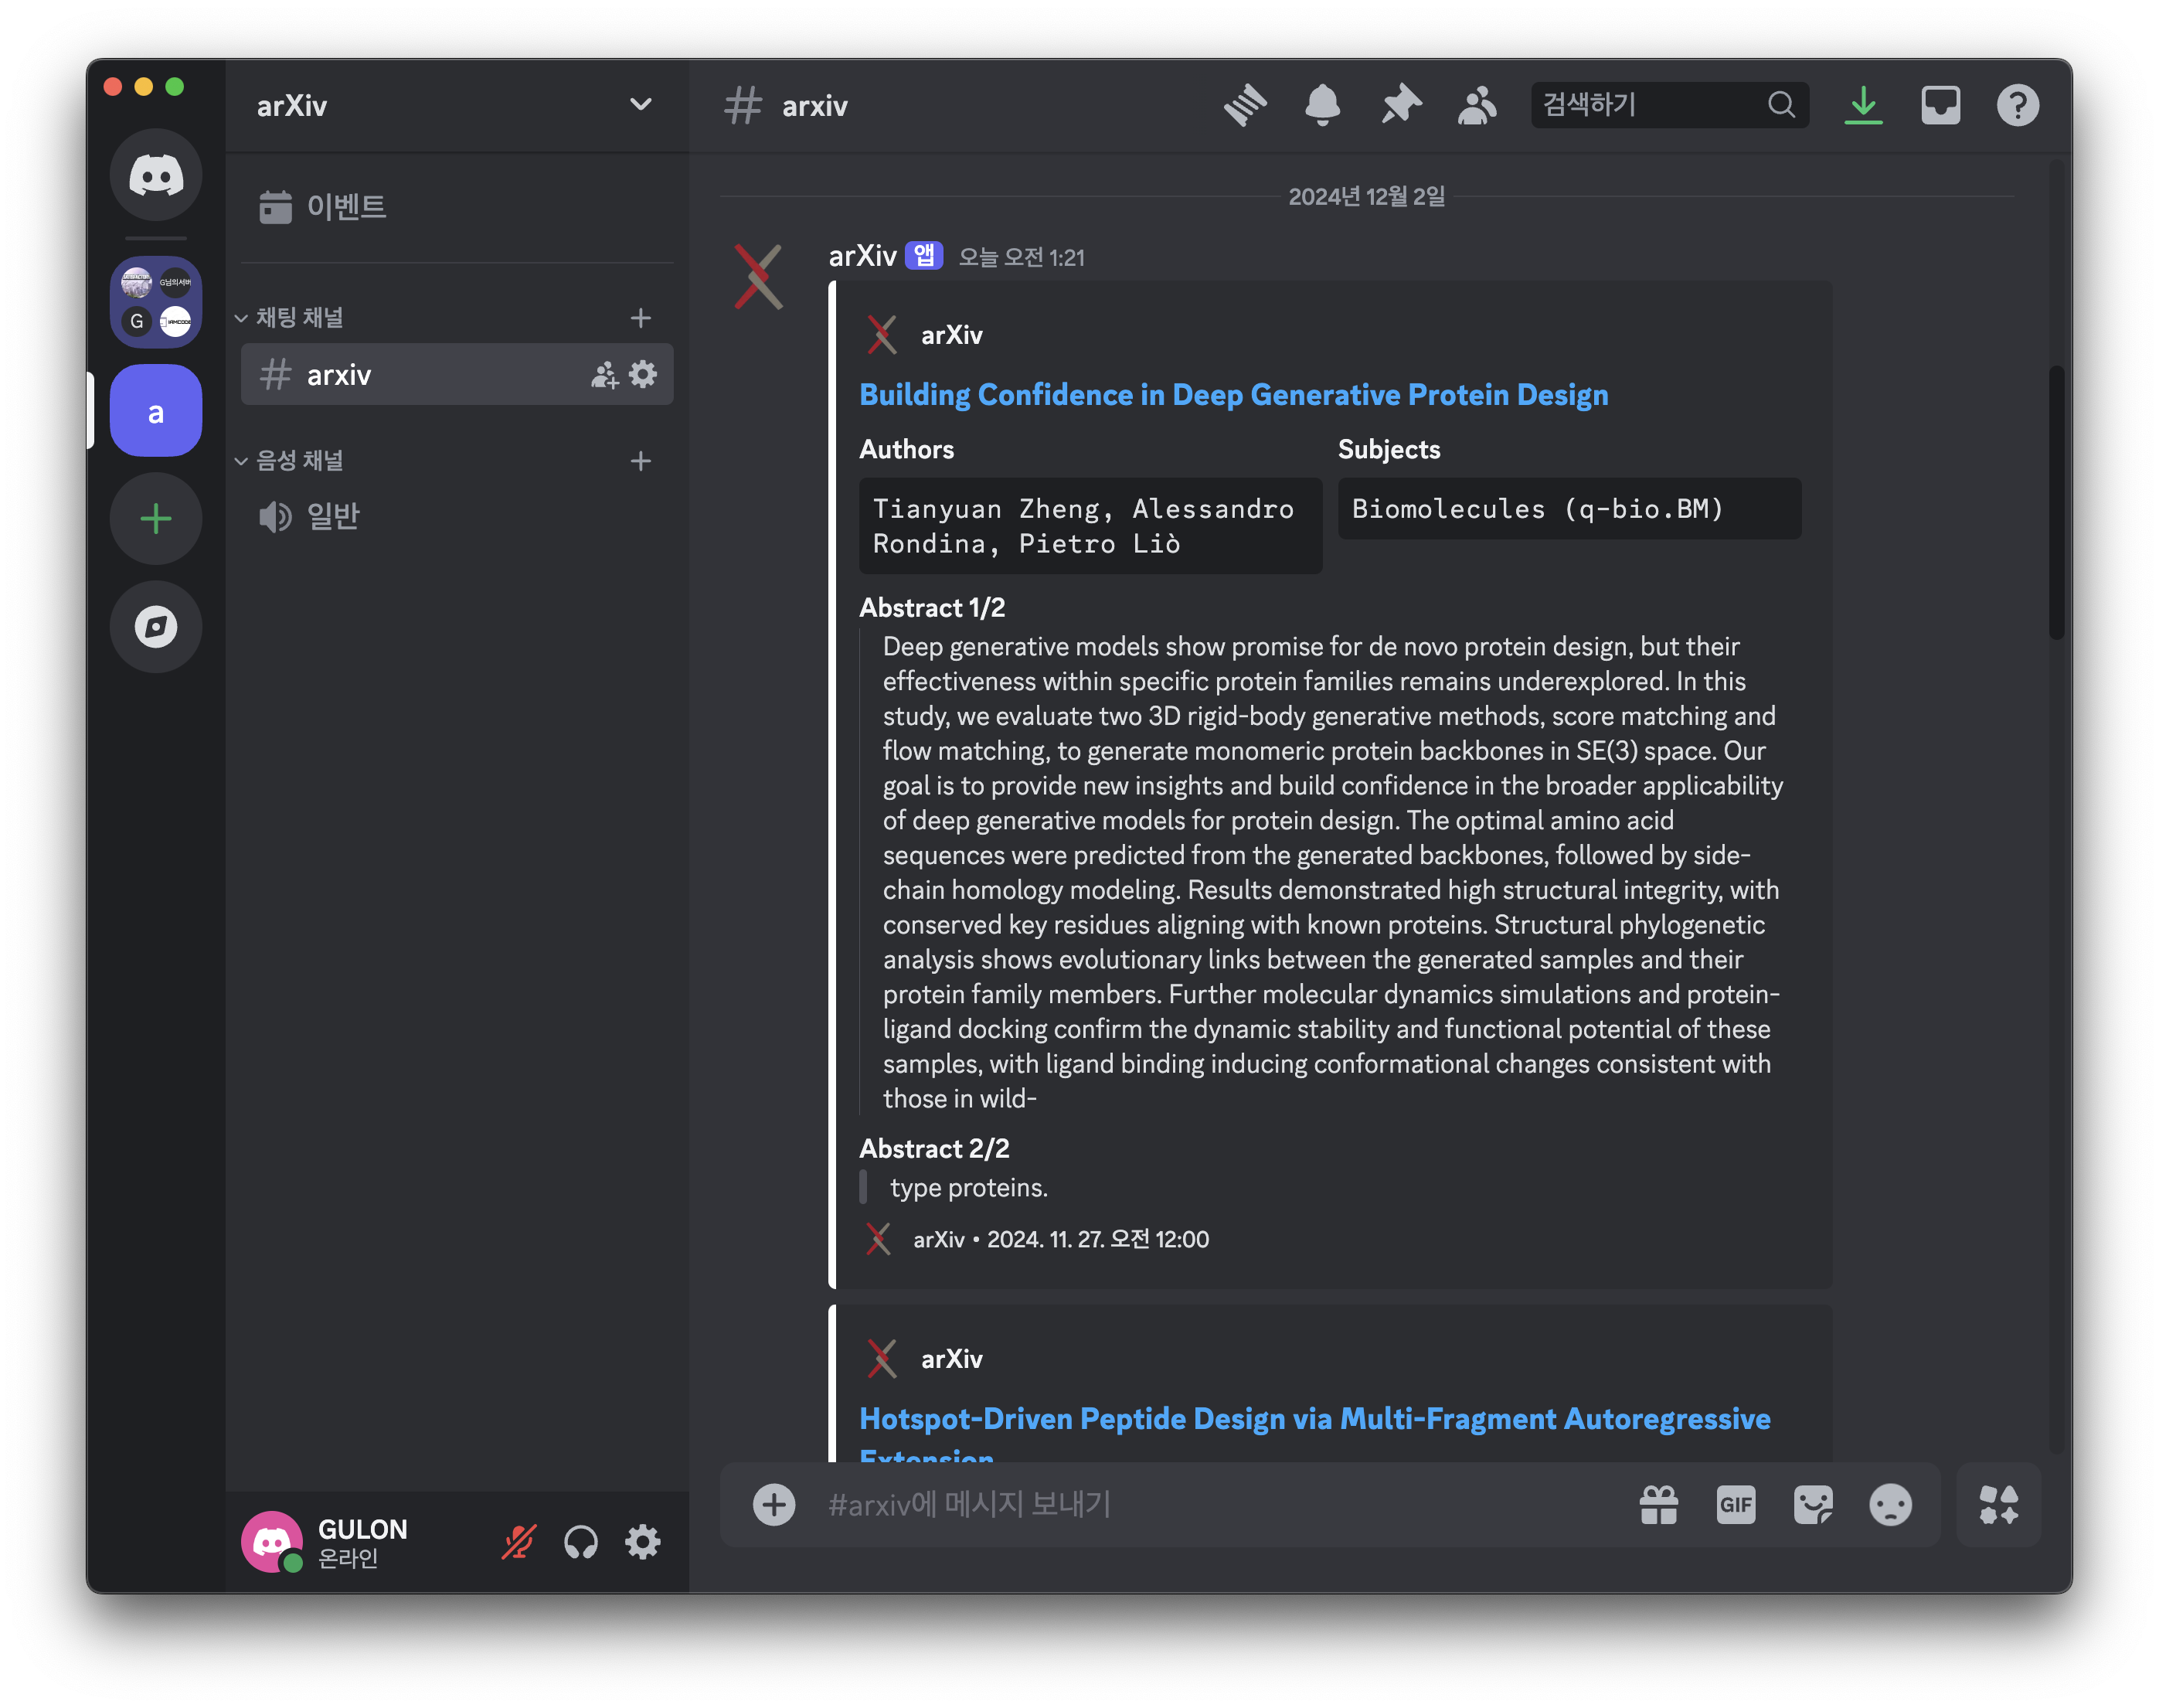 arXiv
이벤트
채팅 채널
arxiv
음성 채널
일반
G님의서버
G
a
GULON
온라인
arxiv
검색하기
2024년 12월 2일
arXiv 앱 오늘 오전 1:21
arXiv
Building Confidence in Deep Generative Protein Design
Authors
Subjects
Tianyuan Zheng, Alessandro
Rondina, Pietro Liò
Biomolecules (q-bio.BM)
Abstract 1/2
Deep generative models show promise for de novo protein design, but their
effectiveness within specific protein families remains underexplored. In this
study, we evaluate two 3D rigid-body generative methods, score matching and
flow matching, to generate monomeric protein backbones in SE(3) space. Our
goal is to provide new insights and build confidence in the broader applicability
of deep generative models for protein design. The optimal amino acid
sequences were predicted from the generated backbones, followed by side-
chain homology modeling. Results demonstrated high structural integrity, with
conserved key residues aligning with known proteins. Structural phylogenetic
analysis shows evolutionary links between the generated samples and their
protein family members. Further molecular dynamics simulations and protein-
ligand docking confirm the dynamic stability and functional potential of these
samples, with ligand binding inducing conformational changes consistent with
those in wild-
Abstract 2/2
type proteins.
arXiv • 2024. 11. 27. 오전 12:00
arXiv
Hotspot-Driven Peptide Design via Multi-Fragment Autoregressive
Extension
#arxiv에 메시지 보내기
GIF